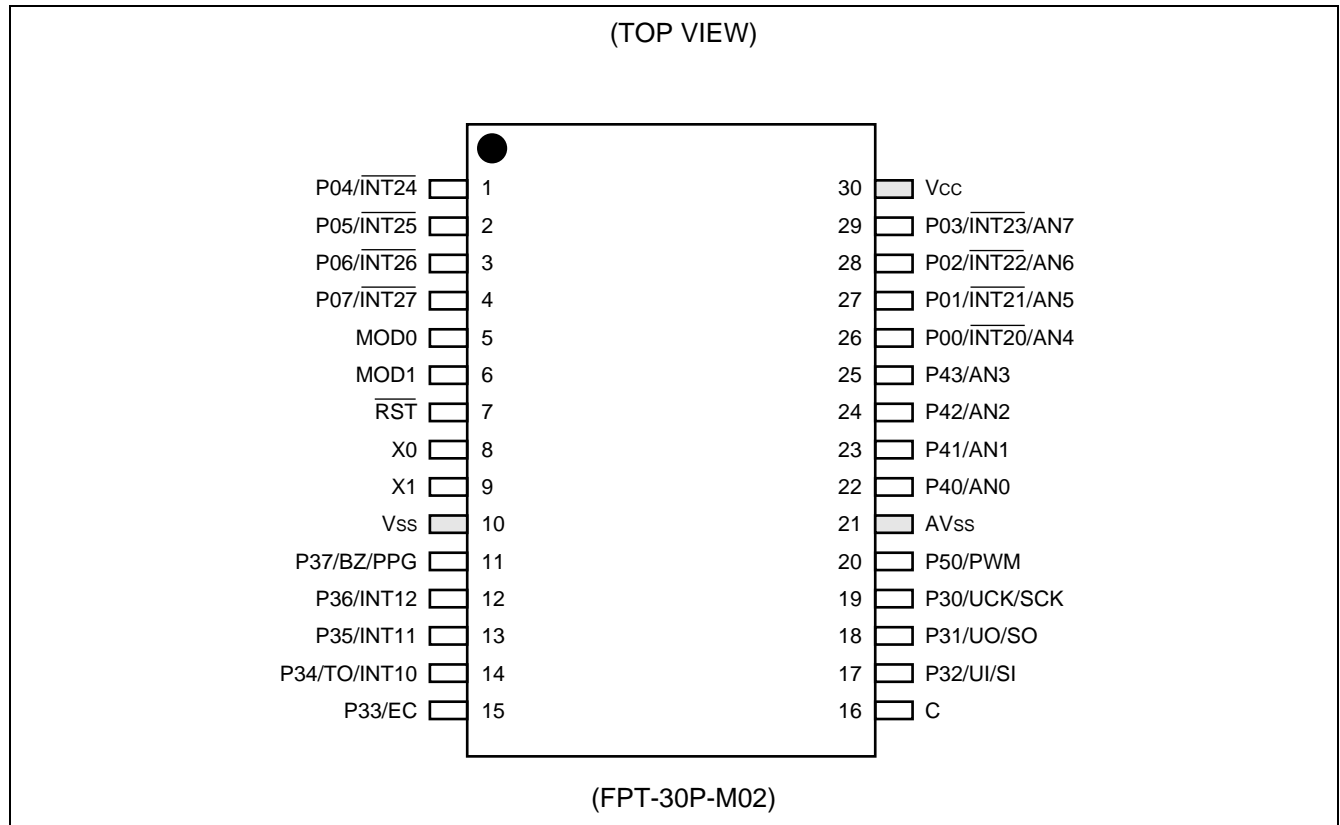 (TOP VIEW)
P04/INT24 1 30 Vcc
P05/INT25 2 29 P03/INT23/AN7
P06/INT26 3 28 P02/INT22/AN6
P07/INT27 4 27 P01/INT21/AN5
MOD0 5 26 P00/INT20/AN4
MOD1 6 25 P43/AN3
RST 7 24 P42/AN2
X0 8 23 P41/AN1
X1 9 22 P40/AN0
Vss 10 21 AVss
P37/BZ/PPG 11 20 P50/PWM
P36/INT12 12 19 P30/UCK/SCK
P35/INT11 13 18 P31/UO/SO
P34/TO/INT10 14 17 P32/UI/SI
P33/EC 15 16 C
(FPT-30P-M02)